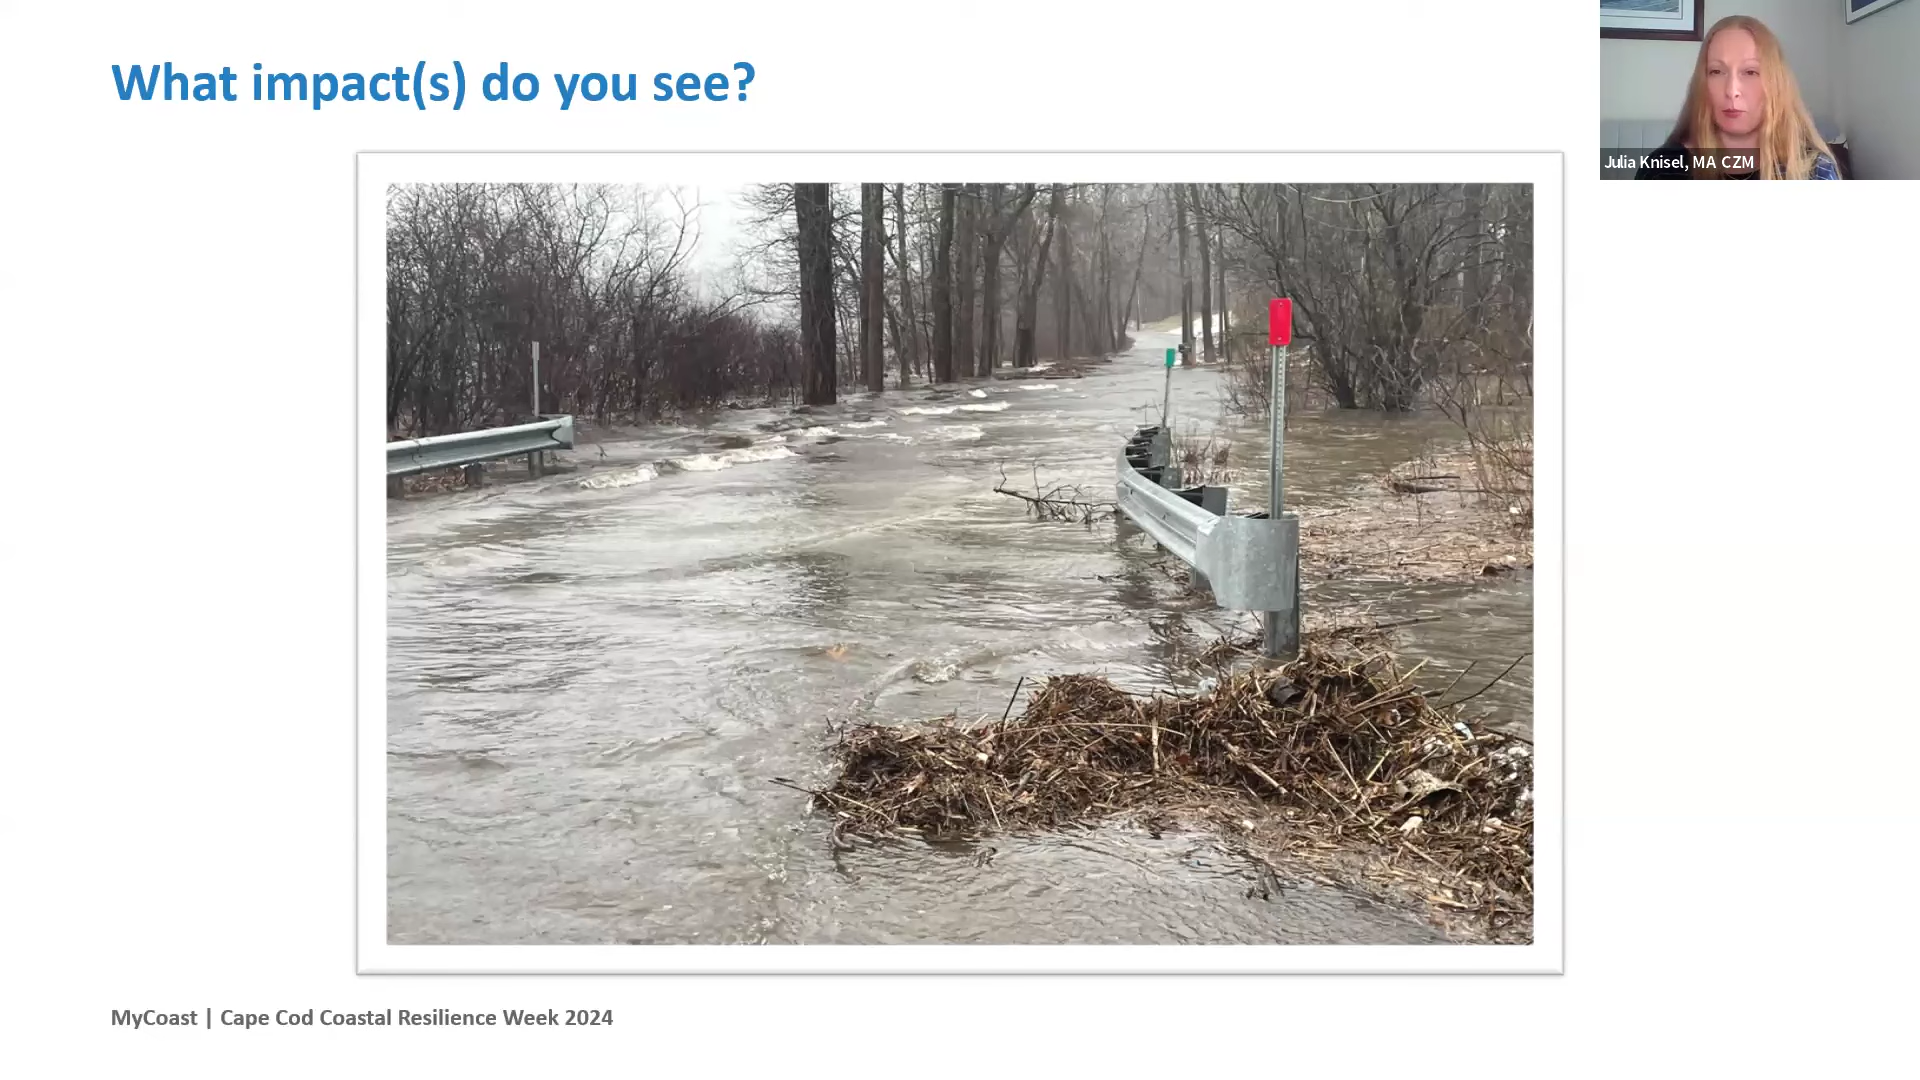 What impact(s) do you see?
Julia Knisel, MA CZM
MyCoast | Cape Cod Coastal Resilience Week 2024